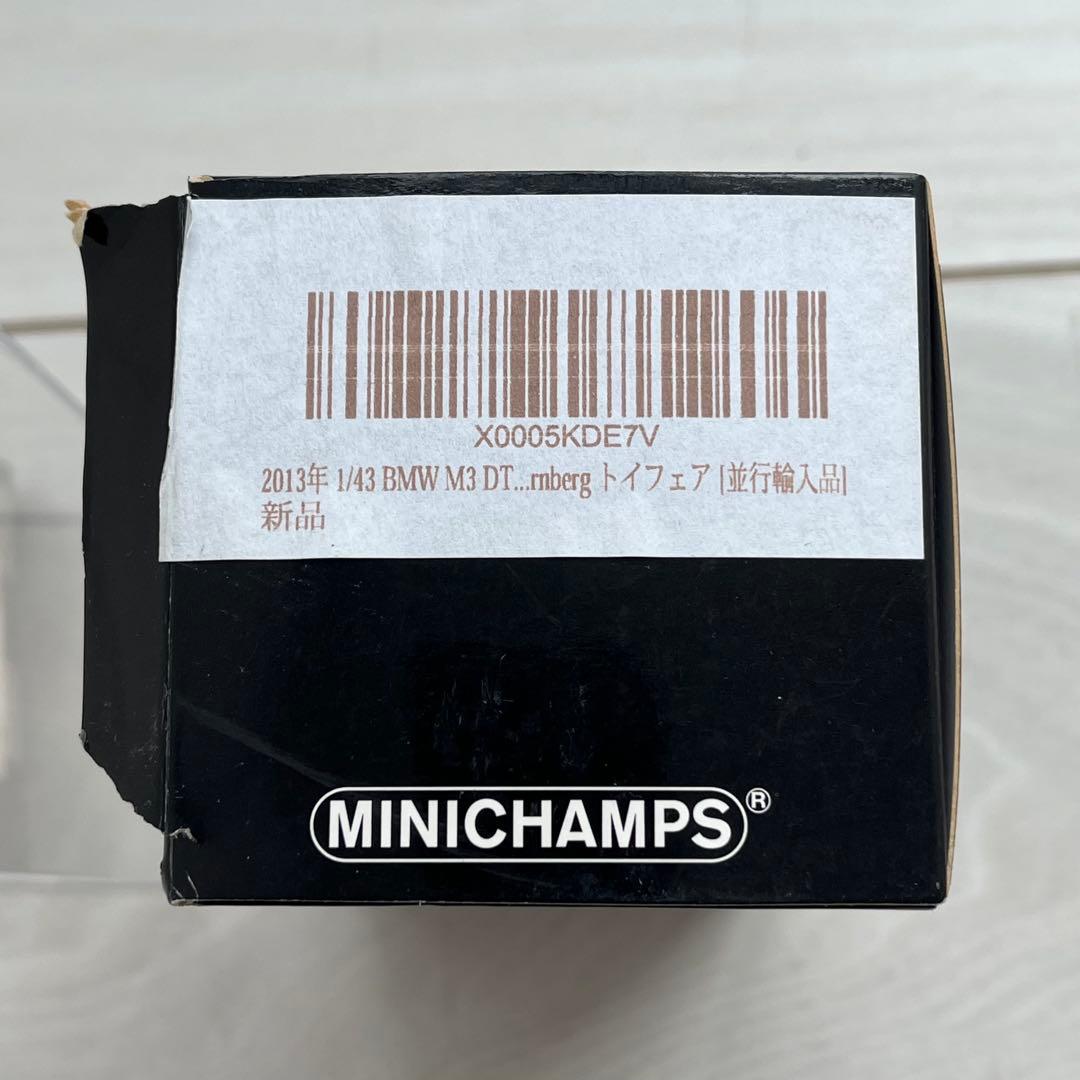 X0005KDE7V
2013年 1/43 BMW M3 DT...rnberg トイフェア [並行輸入品]
新品
MINICHAMPS®